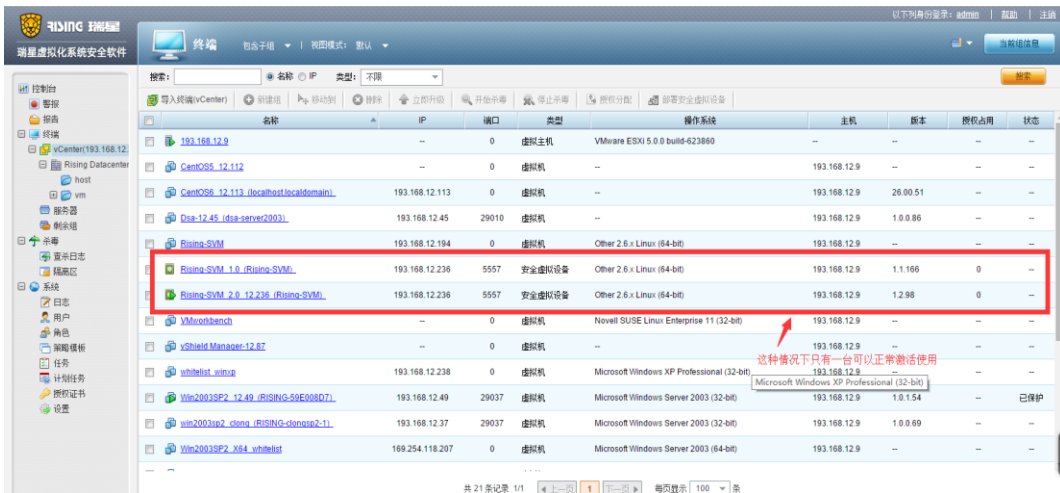 以下列身份登录: admin | 帮助 | 注销
RISING 瑞星
瑞星虚拟化系统安全软件
终端 包含子组 | 视图模式: 默认
当前组信息
搜索: 名称 IP 类型: 不限 搜索
导入终端(vCenter) 新建组 移动到 删除 立即升级 开始杀毒 停止杀毒 授权分配 部署安全虚拟设备
控制台
警报
报告
终端
vCenter(193.168.12.
Rising Datacenter
host
vm
服务器
剩余组
杀毒
查杀日志
隔离区
系统
日志
用户
角色
策略模板
任务
计划任务
授权证书
设置
名称 IP 端口 类型 操作系统 主机 版本 授权占用 状态
193.168.12.9 -- 0 虚拟主机 VMware ESXi 5.0.0 build-623860 -- -- -- --
CentOS5_12.112 -- 0 虚拟机 -- 193.168.12.9 -- -- --
CentOS6_12.113 (localhost.localdomain) 193.168.12.113 0 虚拟机 -- 193.168.12.9 26.00.51 -- --
Dsa-12.45 (dsa-server2003) 193.168.12.45 29010 虚拟机 -- 193.168.12.9 1.0.0.86 -- --
Rising-SVM 193.168.12.194 0 虚拟机 Other 2.6.x Linux (64-bit) 193.168.12.9 -- -- --
Rising-SVM_1.0 (Rising-SVM) 193.168.12.236 5557 安全虚拟设备 Other 2.6.x Linux (64-bit) 193.168.12.9 1.1.166 0 --
Rising-SVM_2.0_12.236 (Rising-SVM) 193.168.12.236 5557 安全虚拟设备 Other 2.6.x Linux (64-bit) 193.168.12.9 1.2.98 0 --
VMworkbench -- 0 虚拟机 Novell SUSE Linux Enterprise 11 (32-bit) 193.168.12.9 -- -- --
vShield Manager-12.87 -- 0 虚拟机 -- 193.168.12.9 -- -- --
这种情况下只有一台可以正常激活使用
whitelist_winxp 193.168.12.238 0 虚拟机 Microsoft Windows XP Professional (32-bit) 193.168.12.9 -- -- --
Microsoft Windows XP Professional (32-bit)
Win2003SP2_12.49 (RISING-59E008D7) 193.168.12.49 29037 虚拟机 Microsoft Windows Server 2003 (32-bit) 193.168.12.9 1.0.1.54 -- 已保护
win2003sp2_clong (RISING-clongsp2-1) 193.168.12.37 29037 虚拟机 Microsoft Windows Server 2003 (32-bit) 193.168.12.9 1.0.0.69 -- --
Win2003SP2_X64_whitelist 169.254.118.207 0 虚拟机 Microsoft Windows Server 2003 (64-bit) 193.168.12.9 -- -- --
共 21 条记录 1/1 上一页 1 下一页 每页显示 100 条